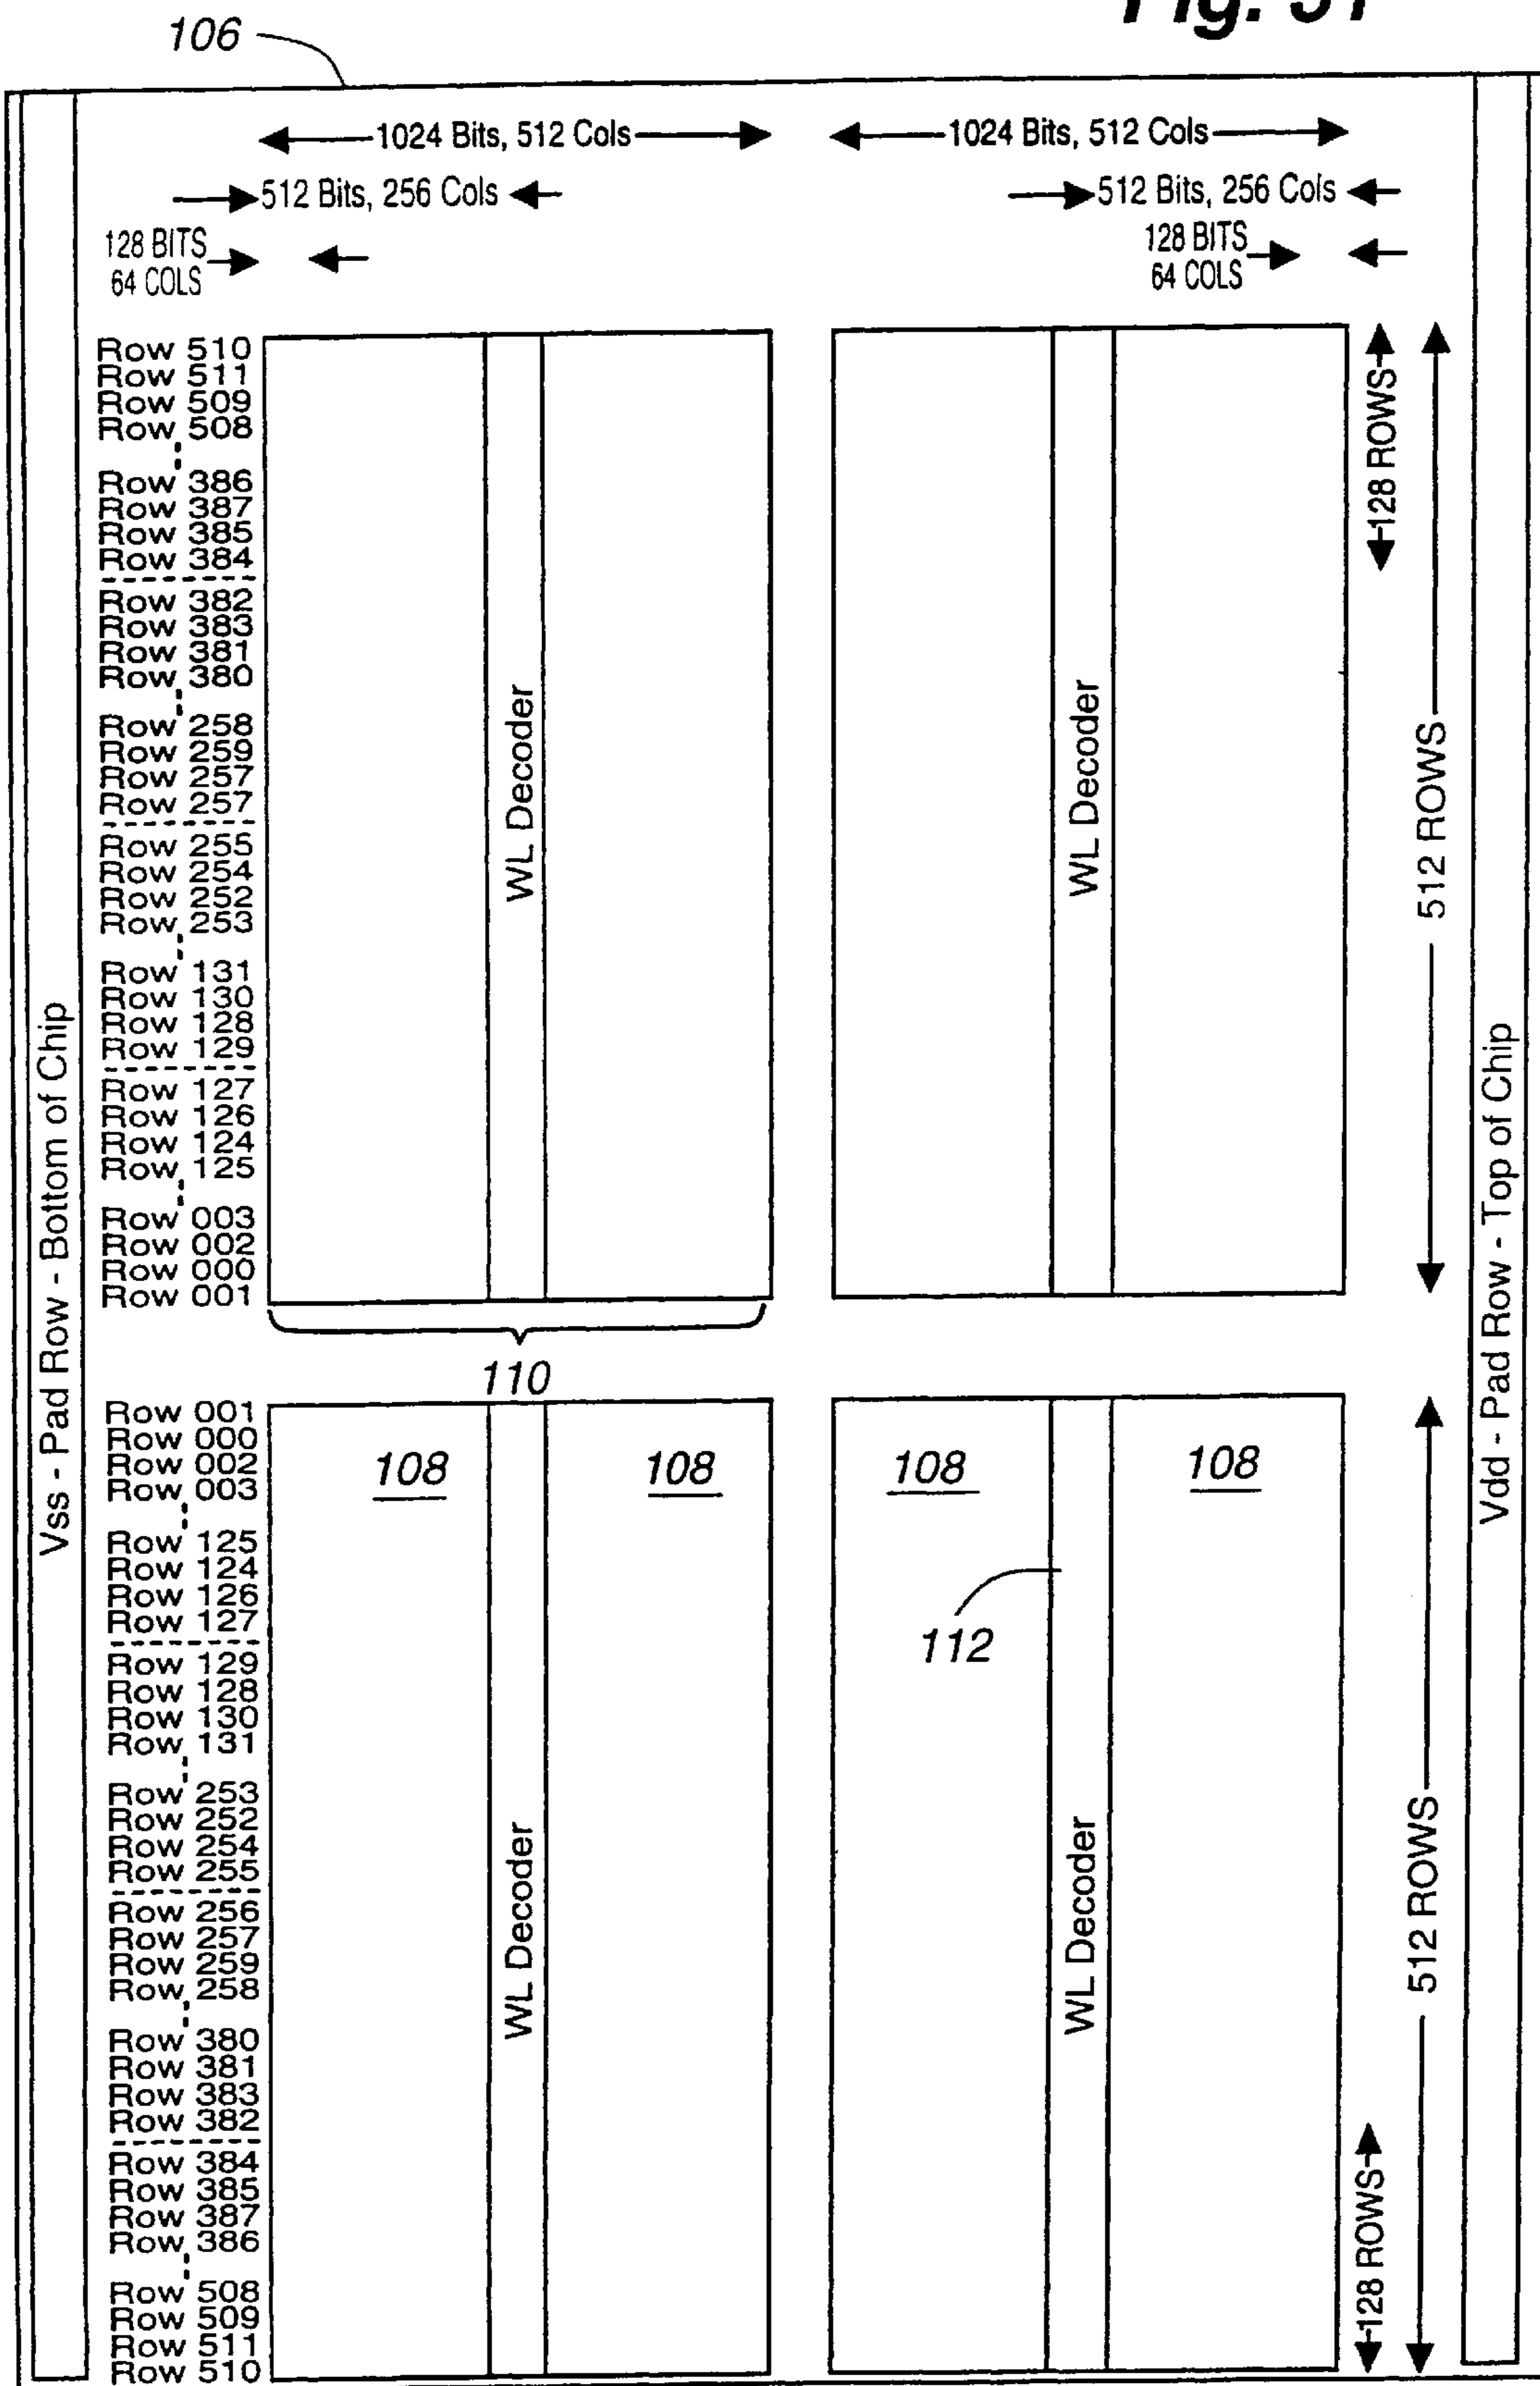 Fig. 31
106
1024 Bits, 512 Cols
1024 Bits, 512 Cols
512 Bits, 256 Cols
512 Bits, 256 Cols
128 BITS
64 COLS
128 BITS
64 COLS
Row 510
Row 511
Row 509
Row 508
Row 386
Row 387
Row 385
Row 384
Row 382
Row 383
Row 381
Row 380
Row 258
Row 259
Row 257
Row 257
Row 255
Row 254
Row 252
Row 253
Row 131
Row 130
Row 128
Row 129
Row 127
Row 126
Row 124
Row 125
Row 003
Row 002
Row 000
Row 001
WL Decoder
WL Decoder
128 ROWS
512 ROWS
Vss - Pad Row - Bottom of Chip
Vdd - Pad Row - Top of Chip
110
Row 001
Row 000
Row 002
Row 003
Row 125
Row 124
Row 126
Row 127
Row 129
Row 128
Row 130
Row 131
Row 253
Row 252
Row 254
Row 255
Row 256
Row 257
Row 259
Row 258
Row 380
Row 381
Row 383
Row 382
Row 384
Row 385
Row 387
Row 386
Row 508
Row 509
Row 511
Row 510
108
108
108
108
112
WL Decoder
WL Decoder
128 ROWS
512 ROWS